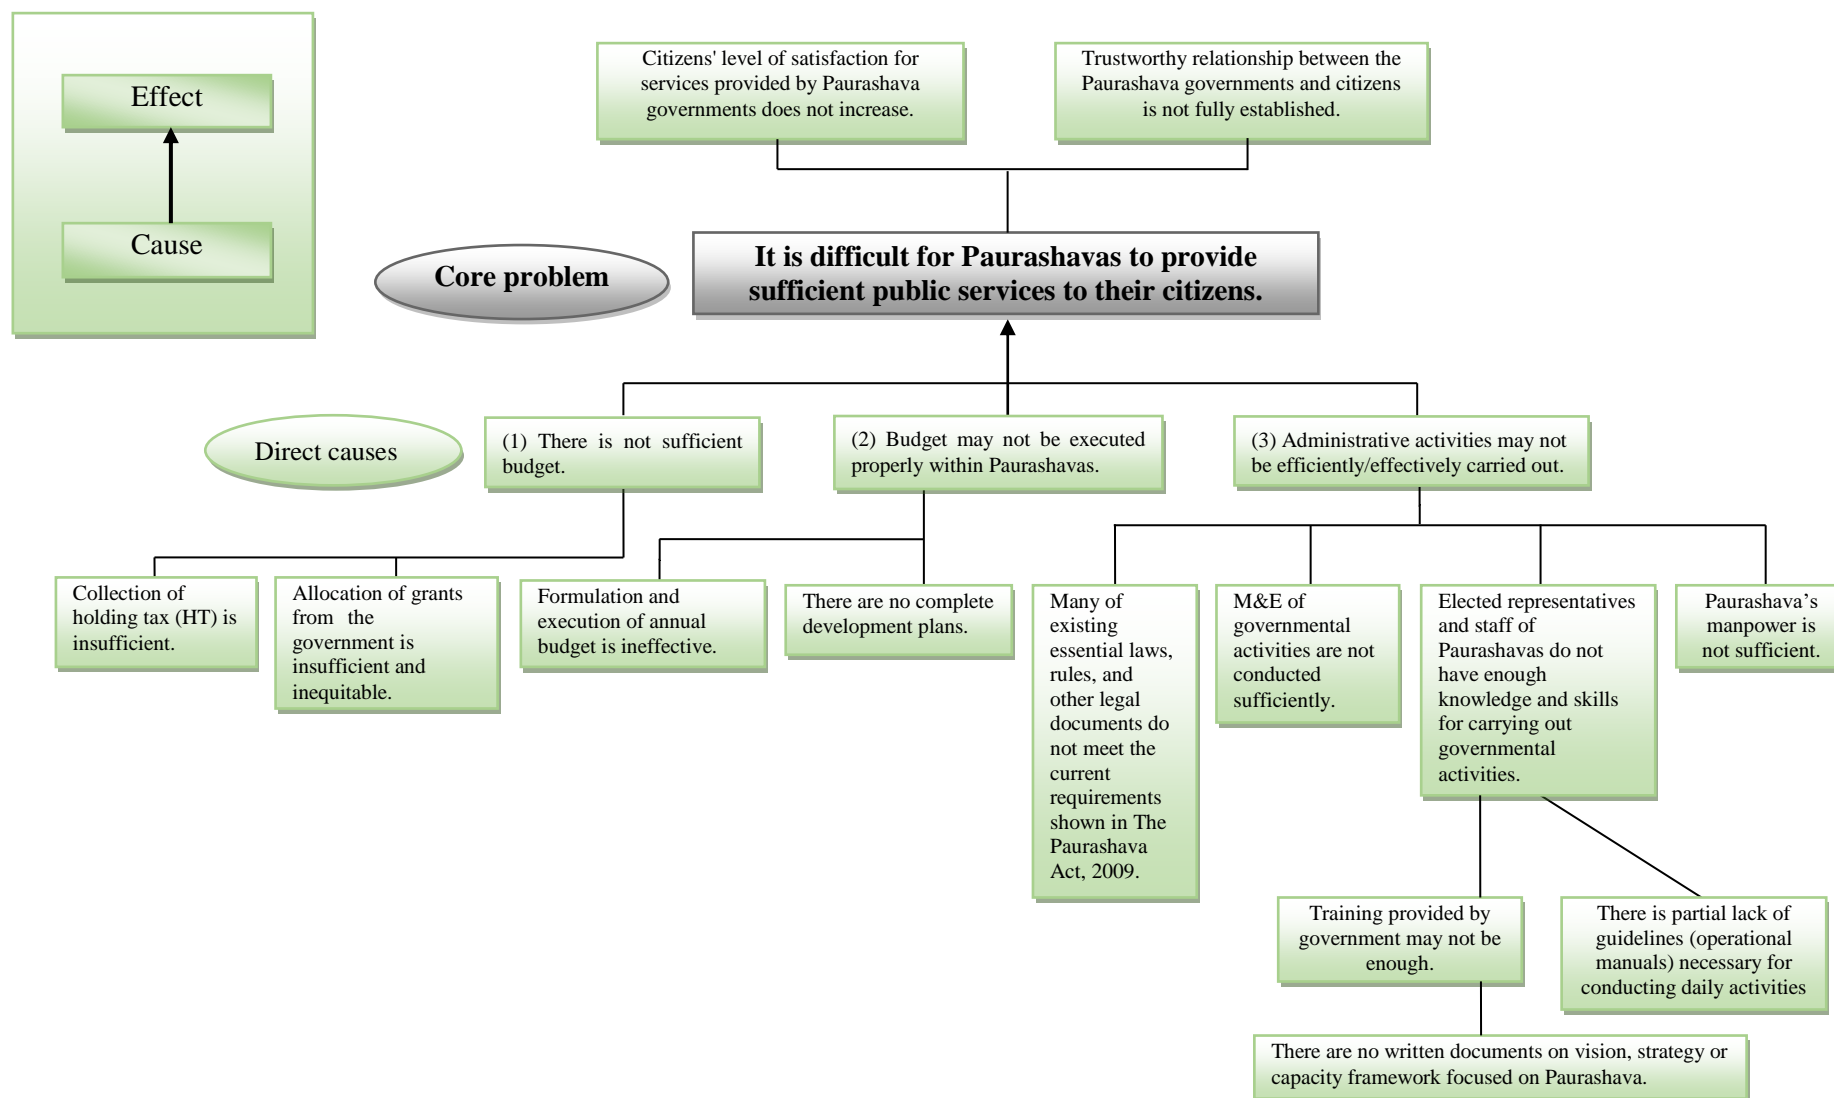 Effect
Cause
Citizens' level of satisfaction for
services provided by Paurashava
governments does not increase.
Trustworthy relationship between the
Paurashava governments and citizens
is not fully established.
Core problem
It is difficult for Paurashavas to provide
sufficient public services to their citizens.
Direct causes
(1) There is not sufficient
budget.
(2) Budget may not be executed
properly within Paurashavas.
(3) Administrative activities may not
be efficiently/effectively carried out.
Collection of
holding tax (HT) is
insufficient.
Allocation of grants
from the
government is
insufficient and
inequitable.
Formulation and
execution of annual
budget is ineffective.
There are no complete
development plans.
Many of
existing
essential laws,
rules, and
other legal
documents do
not meet the
current
requirements
shown in The
Paurashava
Act, 2009.
M&E of
governmental
activities are not
conducted
sufficiently.
Elected representatives
and staff of
Paurashavas do not
have enough
knowledge and skills
for carrying out
governmental
activities.
Paurashava’s
manpower is
not sufficient.
Training provided by
government may not be
enough.
There is partial lack of
guidelines (operational
manuals) necessary for
conducting daily activities
There are no written documents on vision, strategy or
capacity framework focused on Paurashava.